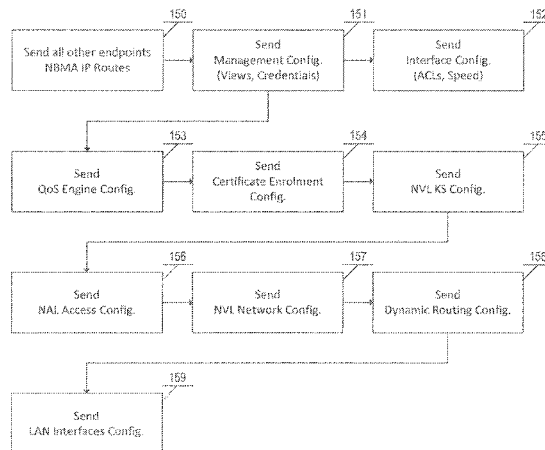 150
Send all other endpoints
NBMA IP Routes
151
Send
Management Config.
(Views, Credentials)
152
Send
Interface Config.
(ACLs, Speed)
153
Send
QoS Engine Config.
154
Send
Certificate Enrolment
Config.
155
Send
NVL KS Config.
156
Send
NAL Access Config.
157
Send
NVL Network Config.
158
Send
Dynamic Routing Config.
159
Send
LAN Interfaces Config.